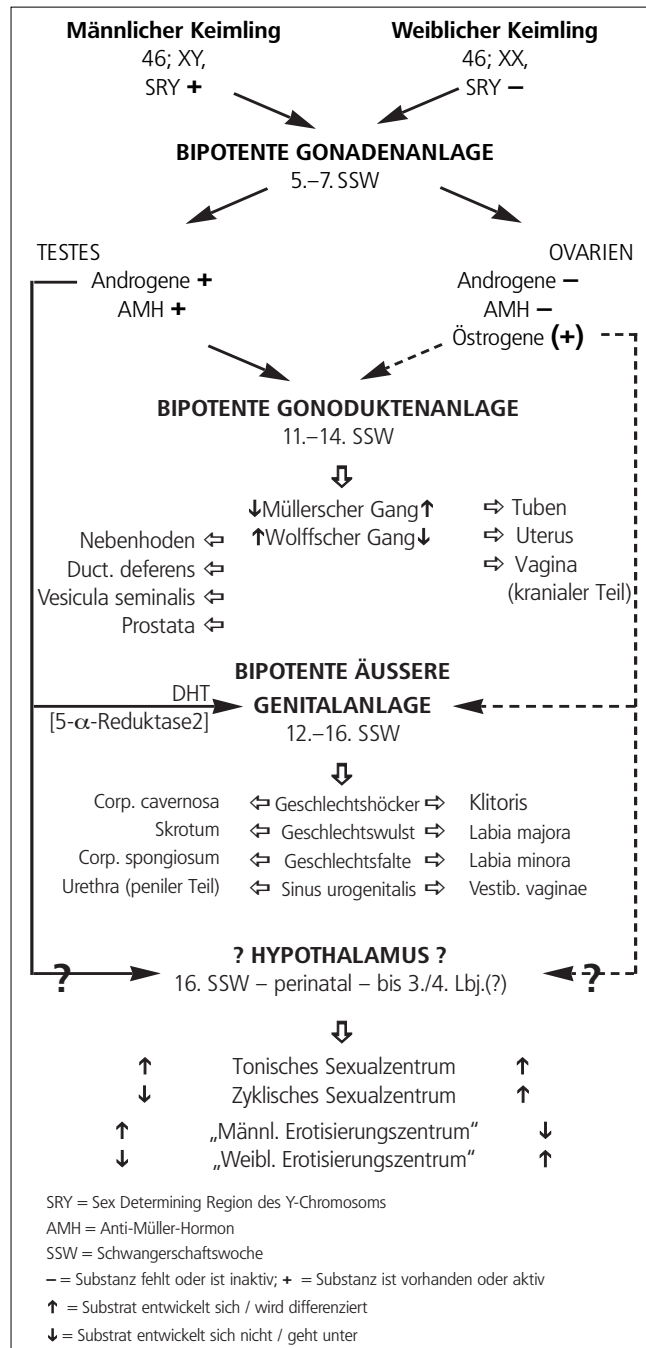 Männlicher Keimling Weiblicher Keimling
46; XY, 46; XX,
SRY + SRY –
BIPOTENTE GONADENANLAGE
5.–7. SSW
TESTES OVARIEN
Androgene + Androgene –
AMH + AMH –
Östrogene (+)
BIPOTENTE GONODUKTENANLAGE
11.–14. SSW
⇩
↓Müllerscher Gang↑ ⇨ Tuben
Nebenhoden ⇦ ↑Wolffscher Gang↓ ⇨ Uterus
Duct. deferens ⇦ ⇨ Vagina
Vesicula seminalis ⇦ (kranialer Teil)
Prostata ⇦
BIPOTENTE ÄUSSERE
DHT GENITALANLAGE
[5-α-Reduktase2] 12.–16. SSW
⇩
Corp. cavernosa ⇦ Geschlechtshöcker ⇨ Klitoris
Skrotum ⇦ Geschlechtswulst ⇨ Labia majora
Corp. spongiosum ⇦ Geschlechtsfalte ⇨ Labia minora
Urethra (peniler Teil) ⇦ Sinus urogenitalis ⇨ Vestib. vaginae
? HYPOTHALAMUS ?
? 16. SSW – perinatal – bis 3./4. Lbj.(?) ?
⇩
↑ Tonisches Sexualzentrum ↑
↓ Zyklisches Sexualzentrum ↑
↑ „Männl. Erotisierungszentrum“ ↓
↓ „Weibl. Erotisierungszentrum“ ↑
SRY = Sex Determining Region des Y-Chromosoms
AMH = Anti-Müller-Hormon
SSW = Schwangerschaftswoche
– = Substanz fehlt oder ist inaktiv; + = Substanz ist vorhanden oder aktiv
↑ = Substrat entwickelt sich / wird differenziert
↓ = Substrat entwickelt sich nicht / geht unter